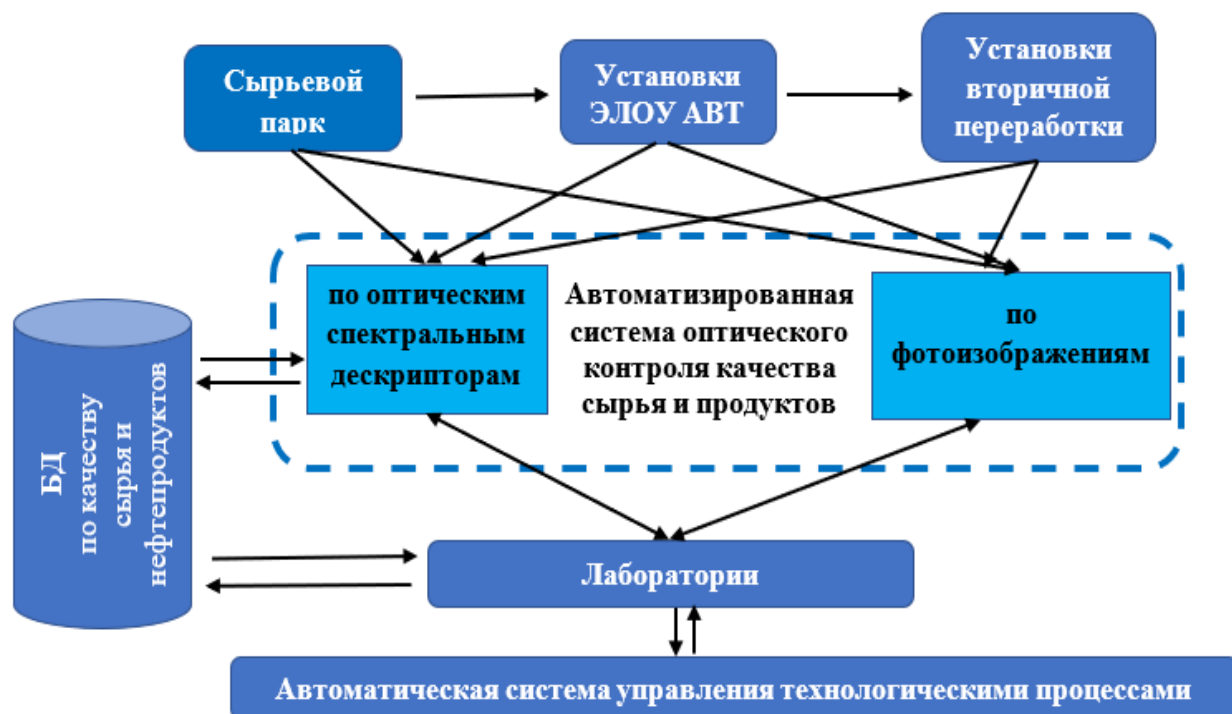 Сырьевой
парк
Установки
ЭЛОУ АВТ
Установки
вторичной
переработки
по оптическим
спектральным
дескрипторам
Автоматизированная
система оптического
контроля качества
сырья и продуктов
по
фотоизображениям
БД
по качеству
сырья и
нефтепродуктов
Лаборатории
Автоматическая система управления технологическими процессами